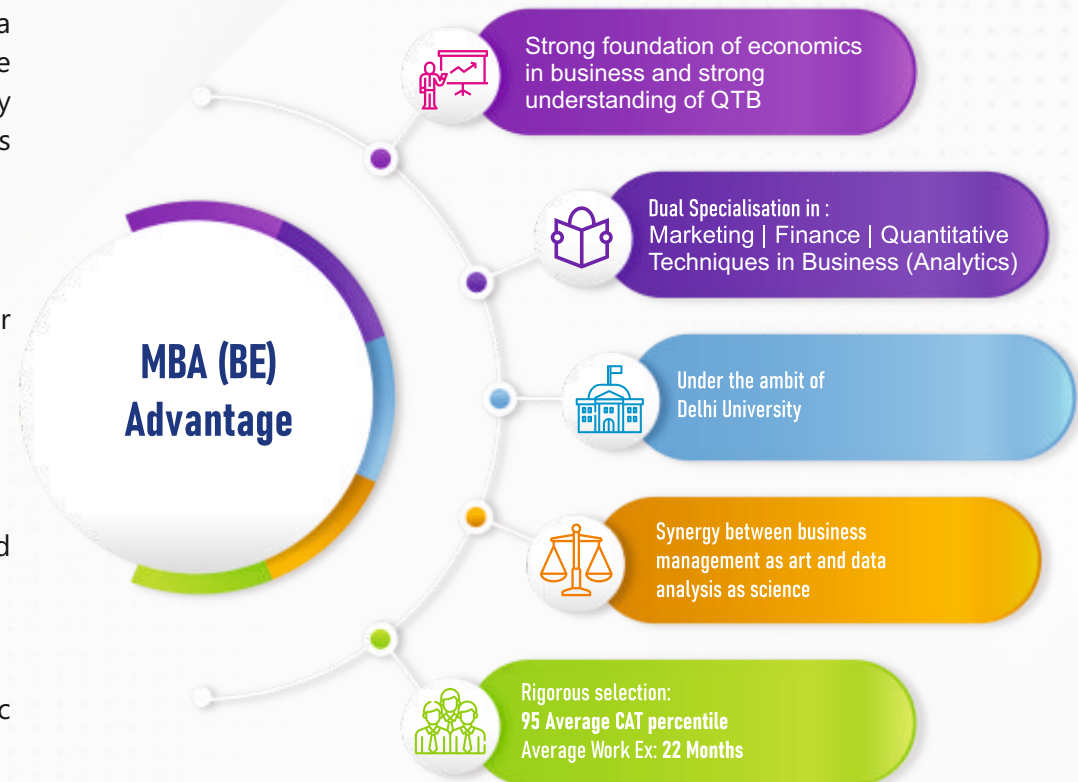 a
e
y
s
r
d
c
MBA (BE)
Advantage
Strong foundation of economics
in business and strong
understanding of QTB
Dual Specialisation in :
Marketing | Finance | Quantitative
Techniques in Business (Analytics)
Under the ambit of
Delhi University
Synergy between business
management as art and data
analysis as science
Rigorous selection:
95 Average CAT percentile
Average Work Ex: 22 Months